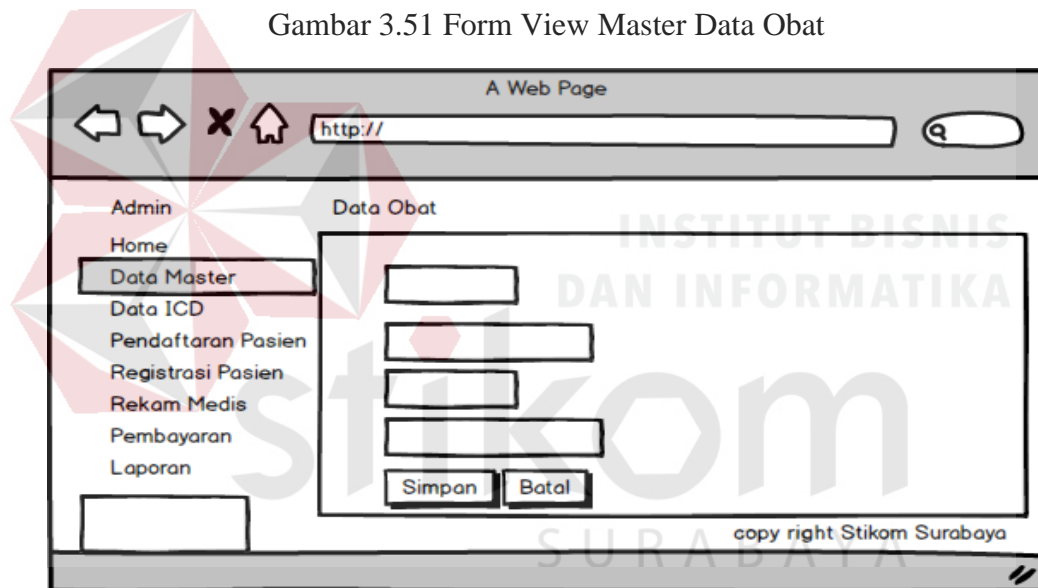 Gambar 3.51 Form View Master Data Obat
A Web Page
http://
Admin
Home
Data Master
Data ICD
Pendaftaran Pasien
Registrasi Pasien
Rekam Medis
Pembayaran
Laporan
Data Obat
Simpan
Batal
copy right Stikom Surabaya
INSTITUT BISNIS
DAN INFORMATIKA
stikom
SURABAYA